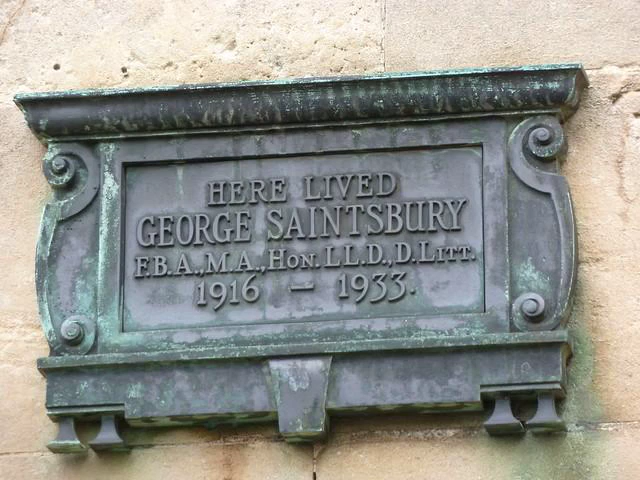 HERE LIVED
GEORGE SAINTSBURY
F.B.A., M.A., HON. LL.D., D. LITT.
1916 – 1933.